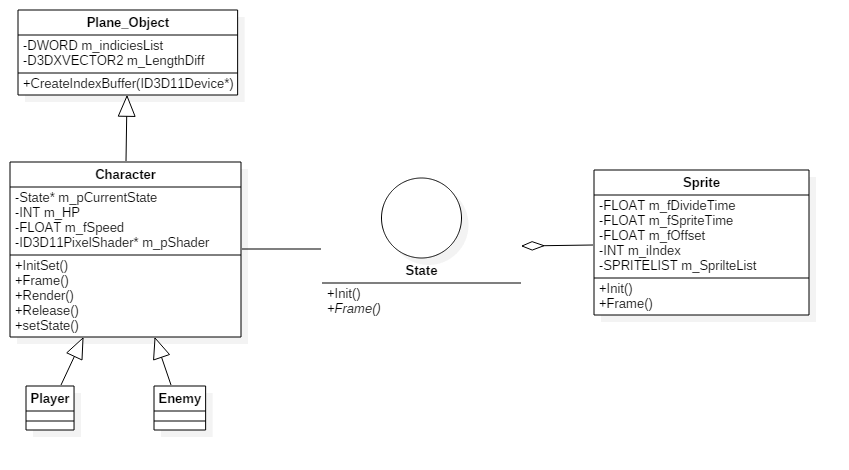 Plane_Object
-DWORD m_indiciesList
-D3DXVECTOR2 m_LengthDiff
+CreateIndexBuffer(ID3D11Device*)
Character
-State* m_pCurrentState
-INT m_HP
-FLOAT m_fSpeed
-ID3D11PixelShader* m_pShader
+InitSet()
+Frame()
+Render()
+Release()
+setState()
Player
Enemy
State
+Init()
+Frame()
Sprite
-FLOAT m_fDivideTime
-FLOAT m_fSpriteTime
-FLOAT m_fOffset
-INT m_iIndex
-SPRITELIST m_SprilteList
+Init()
+Frame()